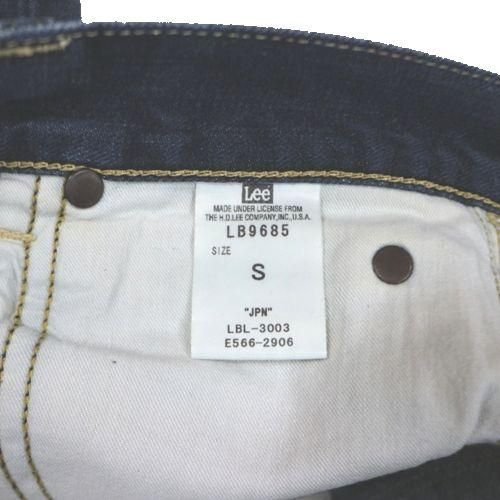 Lee
MADE UNDER LICENSE FROM
THE H.D.LEE COMPANY,INC,U.S.A.
LB9685
SIZE
S
"JPN"
LBL-3003
E566-2906